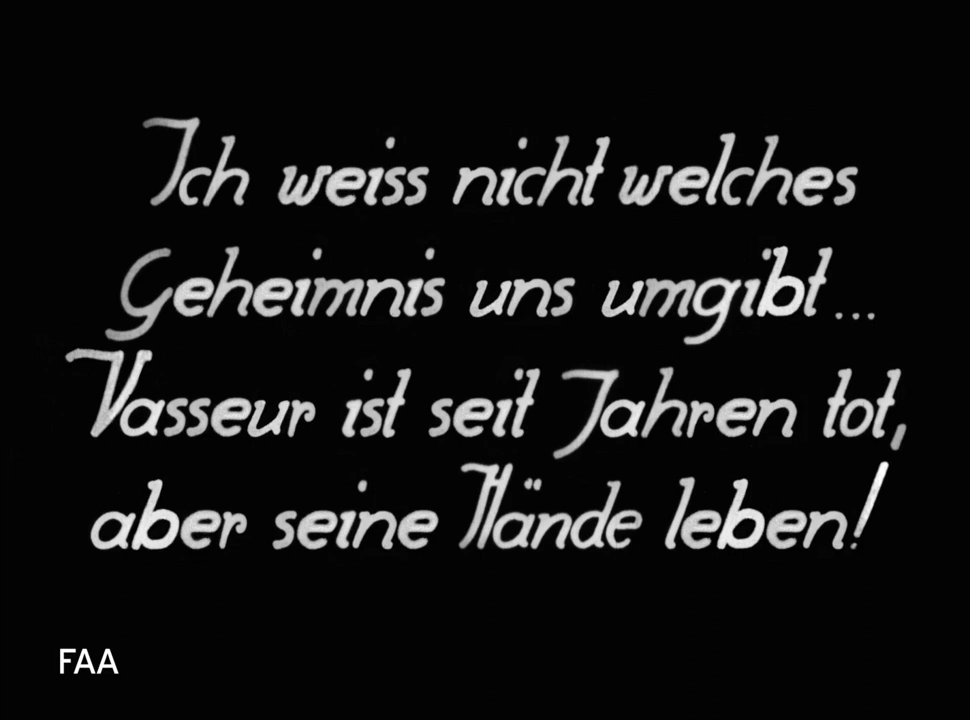 Ich weiss nicht welches
Geheimnis uns umgibt...
Vasseur ist seit Jahren tot,
aber seine Hände leben!
FAA